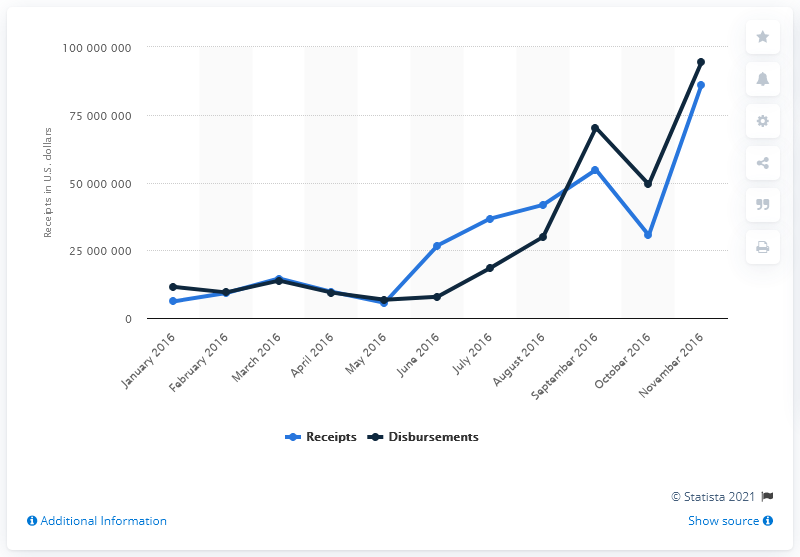 100 000 000
75 000 000
50 000 000
25 000 000
0
Receipts in U.S. dollars
January 2016
February 2016
March 2016
April 2016
May 2016
June 2016
July 2016
August 2016
September 2016
October 2016
November 2016
Receipts Disbursements
© Statista 2021
Additional Information Show source